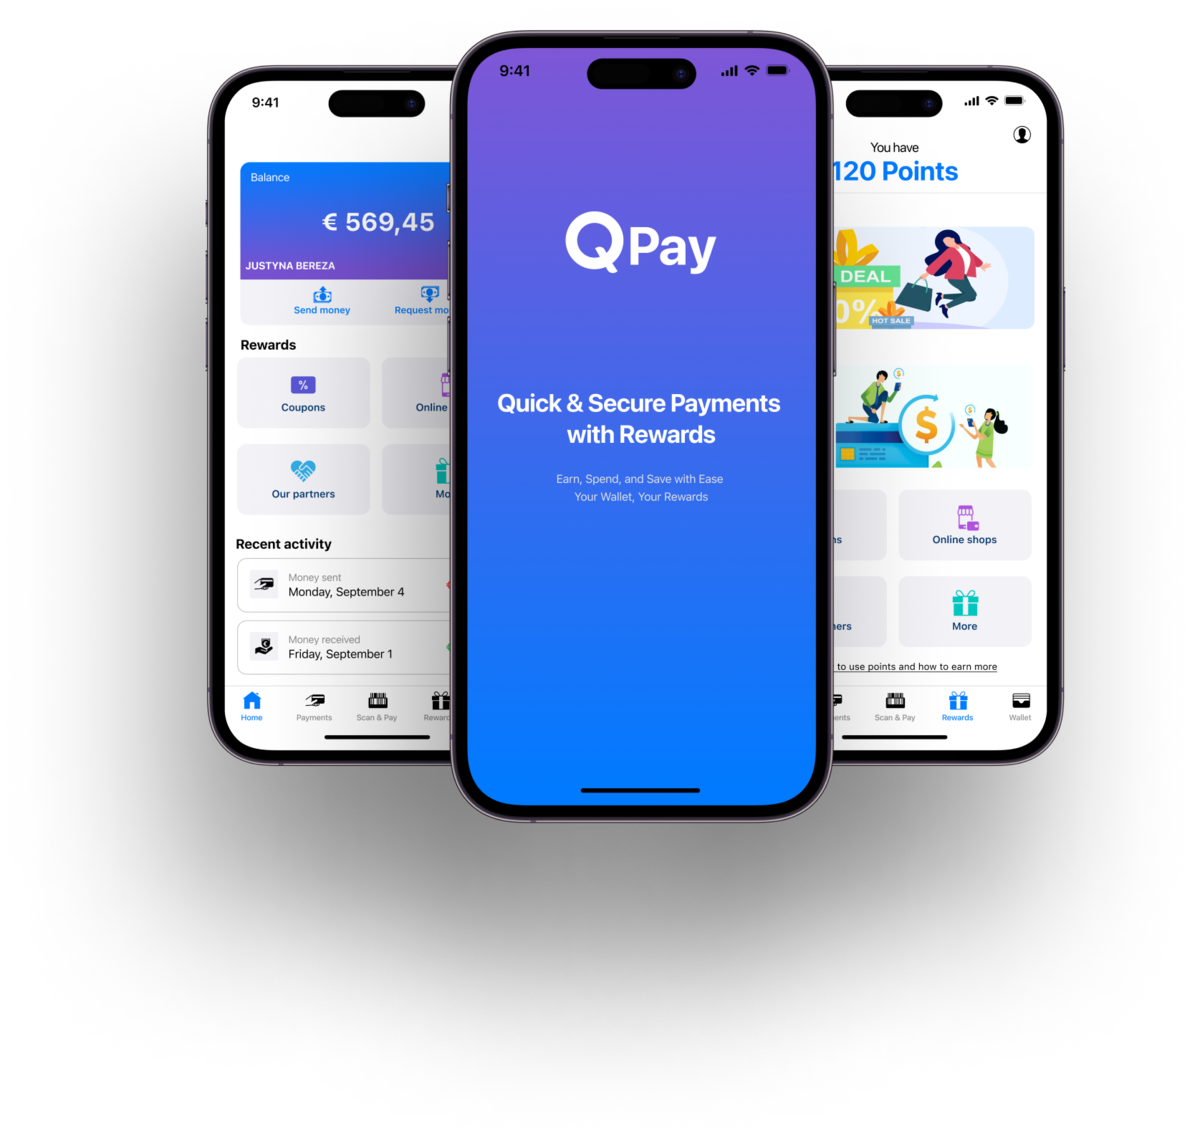 9:41
Balance
€ 569,45
JUSTYNA BEREZA
Send money
Request mo
Rewards
%
Coupons
Online
Our partners
Mo
Recent activity
Money sent
Monday, September 4
Money received
Friday, September 1
Home
Payments
Scan & Pay
Rewar
9:41
QPay
Quick & Secure Payments
with Rewards
Earn, Spend, and Save with Ease
Your Wallet, Your Rewards
You have
120 Points
DEAL
0%
HOT SALE
$
$
$
ns
Online shops
ners
More
to use points and how to earn more
ents
Scan & Pay
Rewards
Wallet